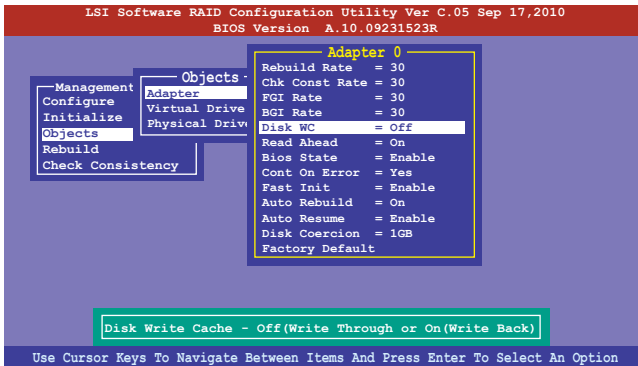 LSI Software RAID Configuration Utility Ver C.05 Sep 17,2010
BIOS Version A.10.09231523R
Management
Configure
Initialize
Objects
Rebuild
Check Consistency
Objects
Adapter
Virtual Drive
Physical Driv
Adapter 0
Rebuild Rate = 30
Chk Const Rate = 30
FGI Rate = 30
BGI Rate = 30
Disk WC = Off
Read Ahead = On
Bios State = Enable
Cont On Error = Yes
Fast Init = Enable
Auto Rebuild = On
Auto Resume = Enable
Disk Coercion = 1GB
Factory Default
Disk Write Cache - Off(Write Through or On(Write Back)
Use Cursor Keys To Navigate Between Items And Press Enter To Select An Option